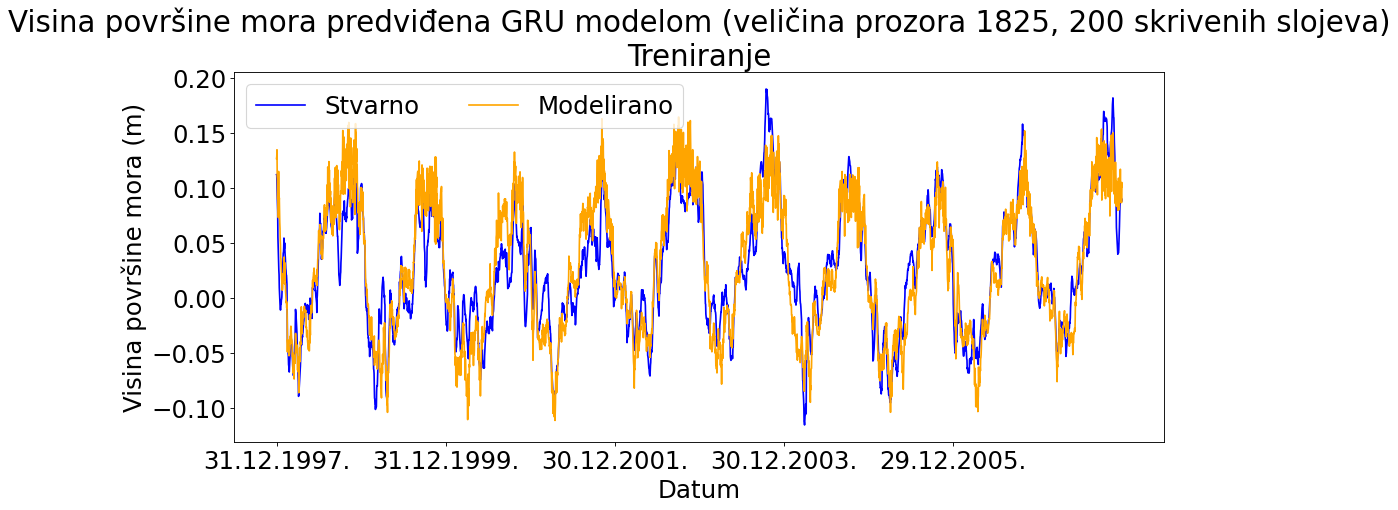 Visina površine mora predviđena GRU modelom (veličina prozora 1825, 200 skrivenih slojeva)
Treniranje
Stvarno Modelirano
Visina površine mora (m)
0.20
0.15
0.10
0.05
0.00
−0.05
−0.10
31.12.1997. 31.12.1999. 30.12.2001. 30.12.2003. 29.12.2005.
Datum